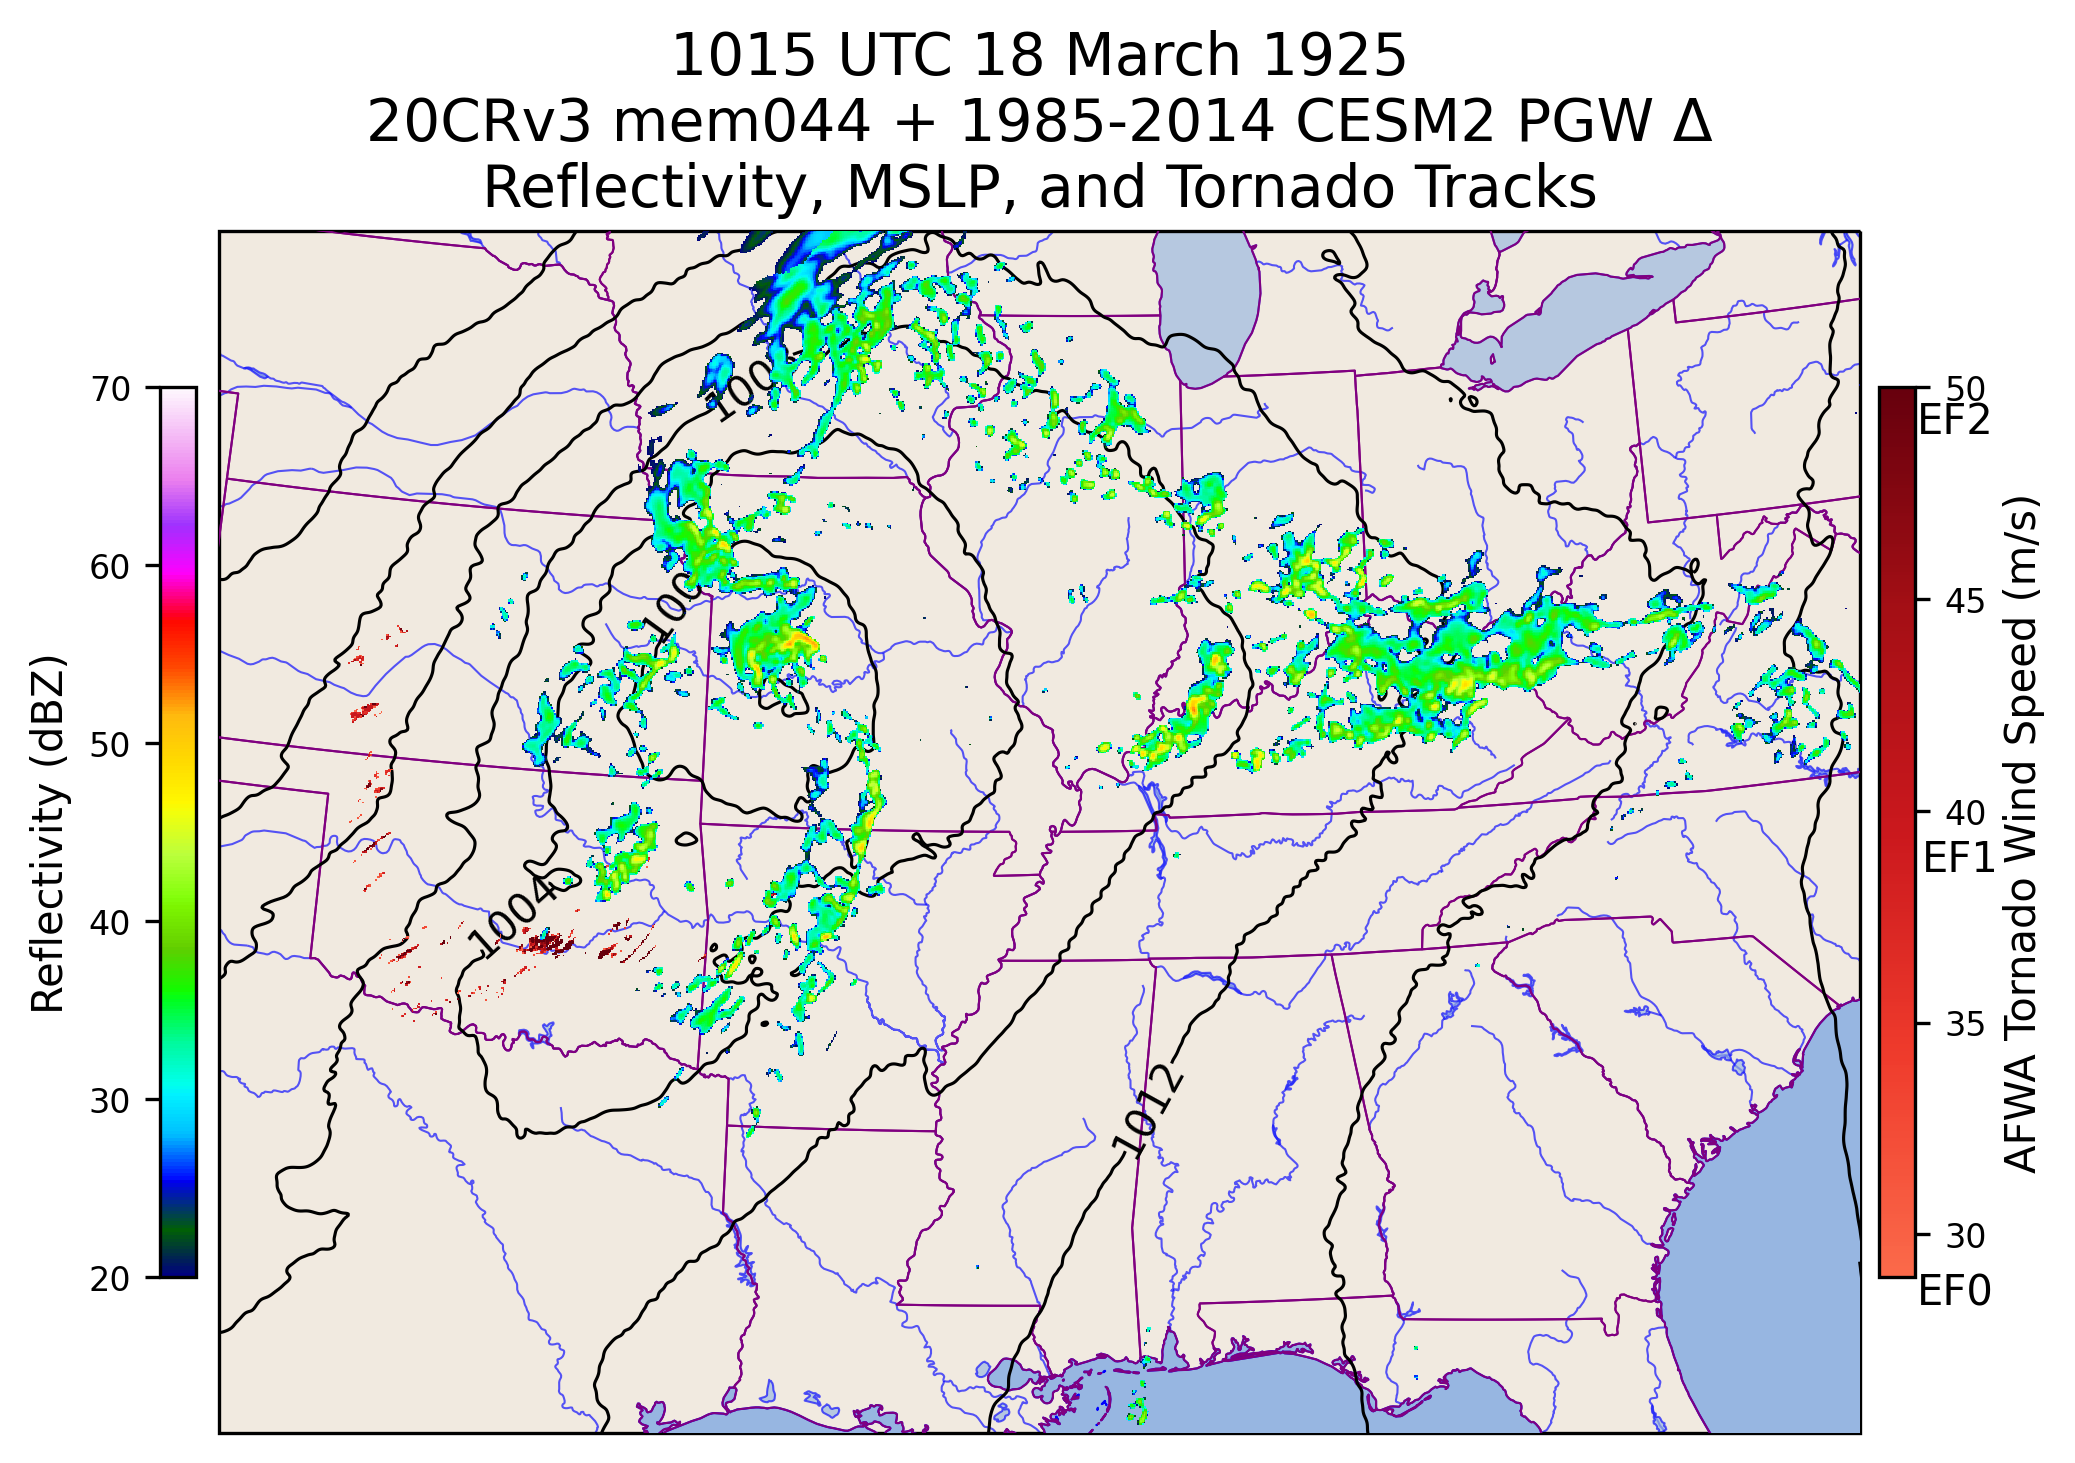 1015 UTC 18 March 1925
20CRv3 mem044 + 1985-2014 CESM2 PGW Δ
Reflectivity, MSLP, and Tornado Tracks
70
60
50
40
30
20
Reflectivity (dBZ)
1004
1012
50
EF2
45
40
EF1
35
30
EF0
AFWA Tornado Wind Speed (m/s)